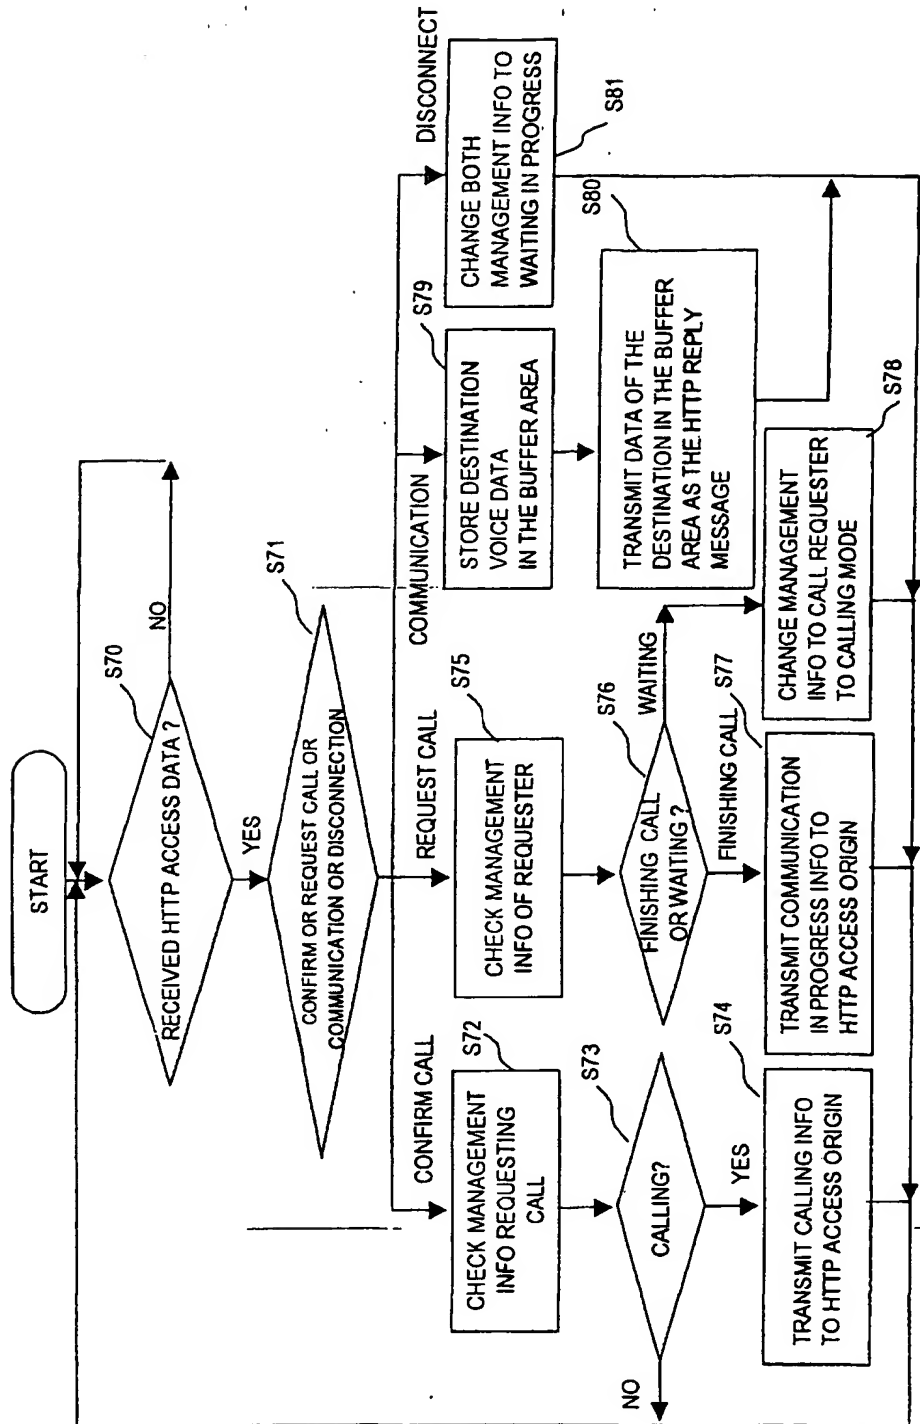 START
S70
RECEIVED HTTP ACCESS DATA ?
NO
YES
S71
CONFIRM OR REQUEST CALL OR
COMMUNICATION OR DISCONNECTION
CONFIRM CALL
REQUEST CALL
COMMUNICATION
DISCONNECT
S72
CHECK MANAGEMENT
INFO REQUESTING
CALL
S73
CALLING?
NO
YES
S74
TRANSMIT CALLING INFO
TO HTTP ACCESS ORIGIN
S75
CHECK MANAGEMENT
INFO OF REQUESTER
S76
FINISHING CALL
OR WAITING ?
WAITING
FINISHING CALL
S77
TRANSMIT COMMUNICATION
IN PROGRESS INFO TO
HTTP ACCESS ORIGIN
S78
CHANGE MANAGEMENT
INFO TO CALL REQUESTER
TO CALLING MODE
S79
STORE DESTINATION
VOICE DATA
IN THE BUFFER AREA
S80
TRANSMIT DATA OF THE
DESTINATION IN THE BUFFER
AREA AS THE HTTP REPLY
MESSAGE
S81
CHANGE BOTH
MANAGEMENT INFO TO
WAITING IN PROGRESS